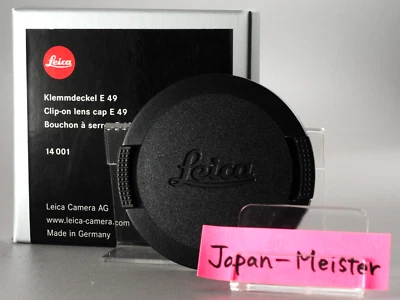 Leica
Klemmdeckel E 49
Clip-on lens cap E 49
Bouchon à serre
14 001
Leica
Leica Camera AG
www.leica-camera.com
Made in Germany
Japan-Meister